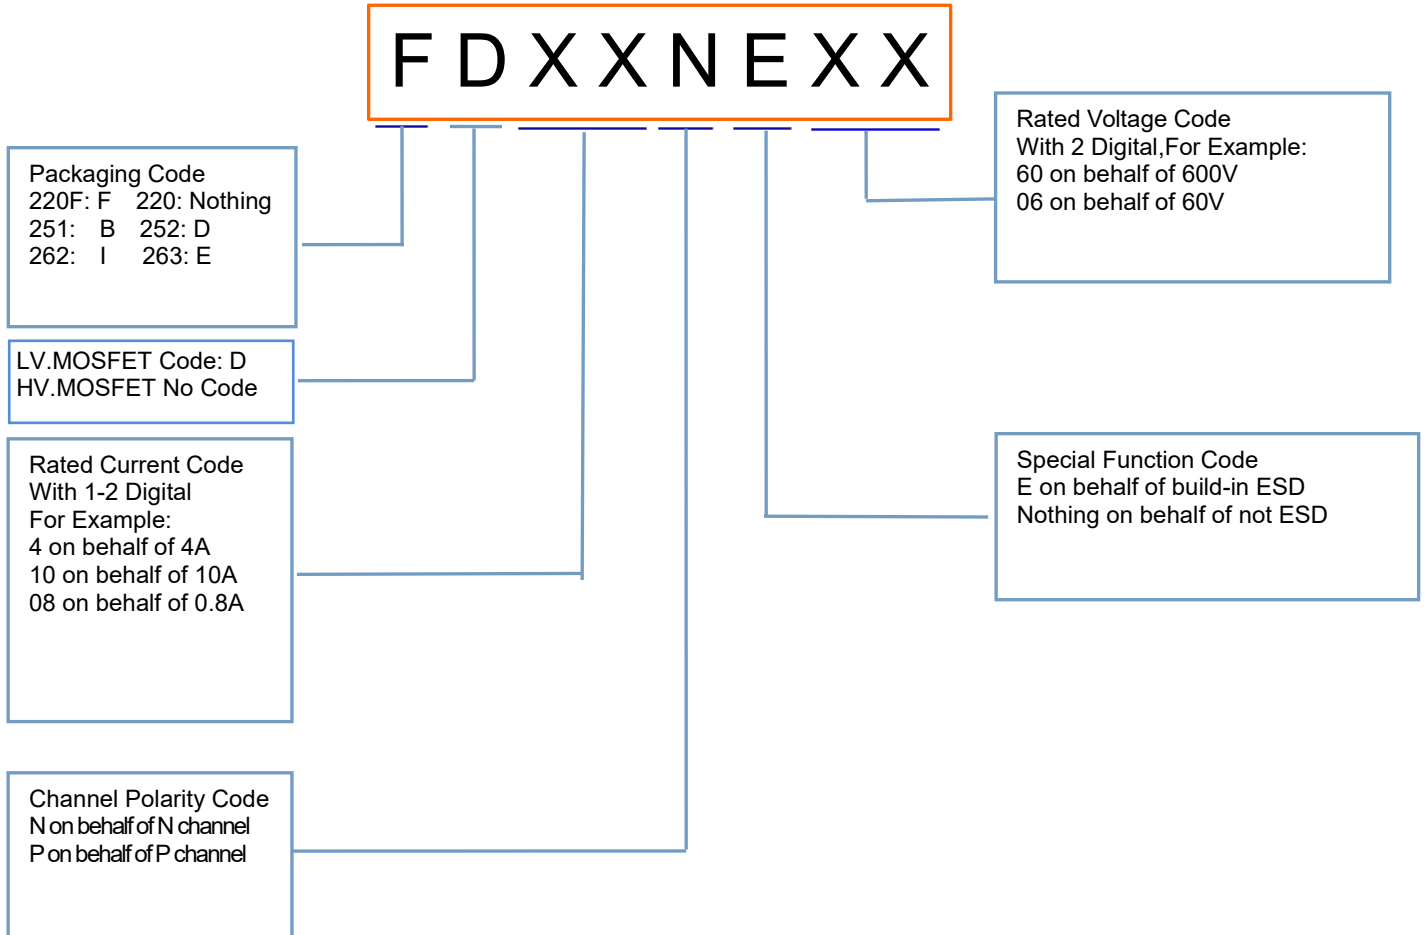 F D X X N E X X
Packaging Code
220F: F 220: Nothing
251: B 252: D
262: I 263: E
LV.MOSFET Code: D
HV.MOSFET No Code
Rated Current Code
With 1-2 Digital
For Example:
4 on behalf of 4A
10 on behalf of 10A
08 on behalf of 0.8A
Channel Polarity Code
N on behalf of N channel
P on behalf of P channel
Rated Voltage Code
With 2 Digital,For Example:
60 on behalf of 600V
06 on behalf of 60V
Special Function Code
E on behalf of build-in ESD
Nothing on behalf of not ESD